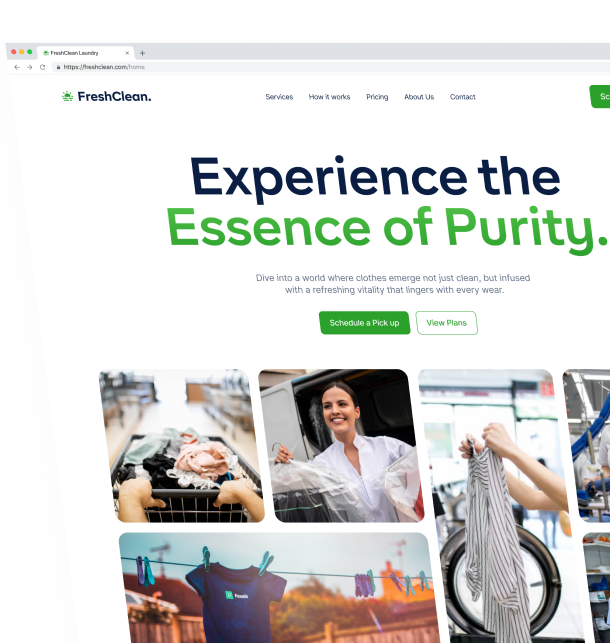 FreshClean Laundry
https://freshclean.com/home
FreshClean.
Services How it works Pricing About Us Contact
Experience the
Essence of Purity.
Dive into a world where clothes emerge not just clean, but infused
with a refreshing vitality that lingers with every wear.
Schedule a Pick up View Plans